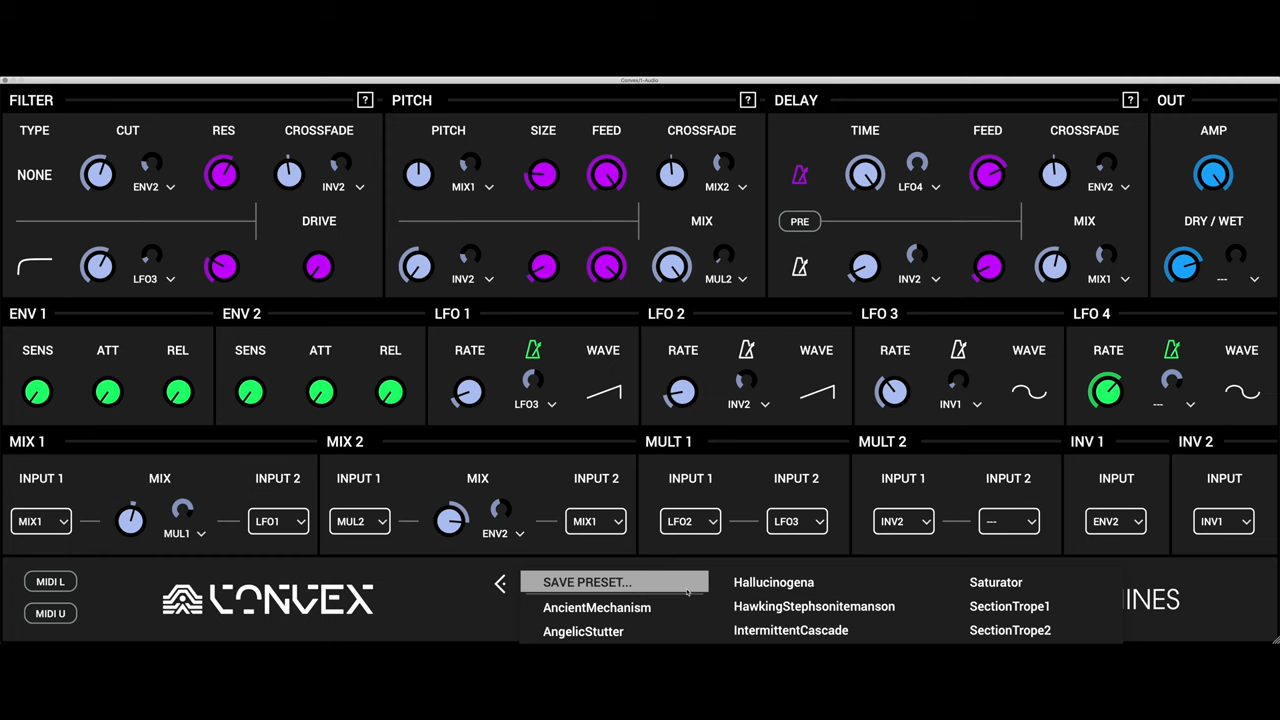 Convex/1-Audio
FILTER ? PITCH ? DELAY ? OUT
TYPE CUT RES CROSSFADE PITCH SIZE FEED CROSSFADE TIME FEED CROSSFADE AMP
NONE ENV2 INV2 MIX1 MIX2 LFO4 ENV2
DRIVE MIX PRE MIX DRY / WET
LFO3 INV2 MUL2 INV2 MIX1 ---
ENV 1 ENV 2 LFO 1 LFO 2 LFO 3 LFO 4
SENS ATT REL SENS ATT REL RATE WAVE RATE WAVE RATE WAVE RATE WAVE
LFO3 INV2 INV1 ---
MIX 1 MIX 2 MULT 1 MULT 2 INV 1 INV 2
INPUT 1 MIX INPUT 2 INPUT 1 MIX INPUT 2 INPUT 1 INPUT 2 INPUT 1 INPUT 2 INPUT INPUT
MIX1 LFO1 MUL2 MIX1 LFO2 LFO3 INV2 --- ENV2 INV1
MUL1 ENV2
MIDI L SAVE PRESET... Hallucinogena Saturator
CONVEX AncientMechanism HawkingStephsonitemanson SectionTrope1 INES
MIDI U AngelicStutter IntermittentCascade SectionTrope2